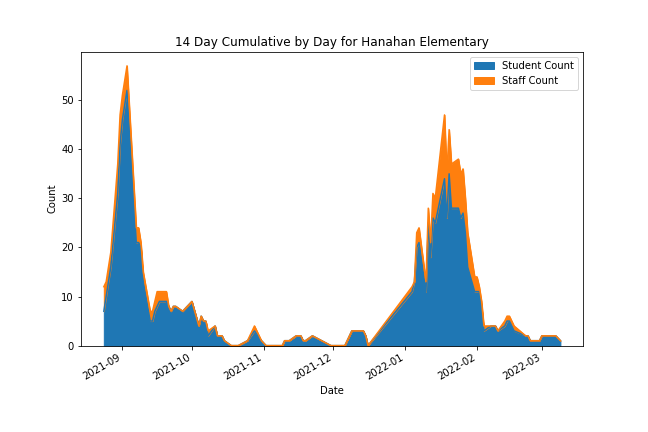 14 Day Cumulative by Day for Hanahan Elementary
Student Count
Staff Count
Count
50
40
30
20
10
0
2021-09
2021-10
2021-11
2021-12
2022-01
2022-02
2022-03
Date